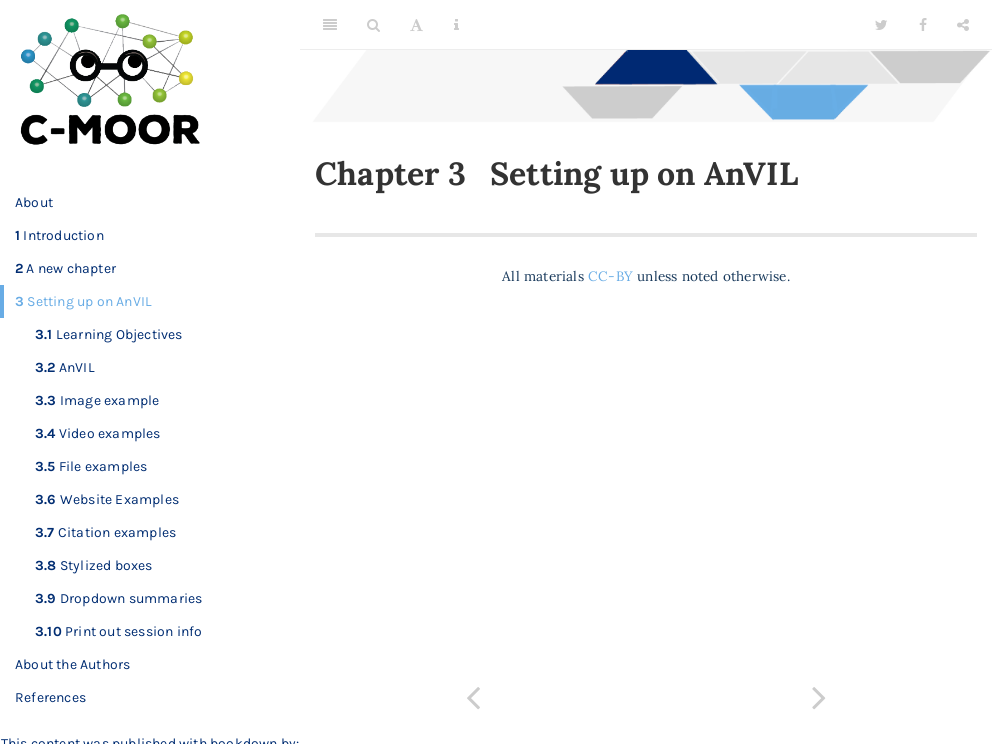 C-MOOR
About
1 Introduction
2 A new chapter
3 Setting up on AnVIL
3.1 Learning Objectives
3.2 AnVIL
3.3 Image example
3.4 Video examples
3.5 File examples
3.6 Website Examples
3.7 Citation examples
3.8 Stylized boxes
3.9 Dropdown summaries
3.10 Print out session info
About the Authors
References
This content was published with bookdown by:
Chapter 3 Setting up on AnVIL
All materials CC-BY unless noted otherwise.